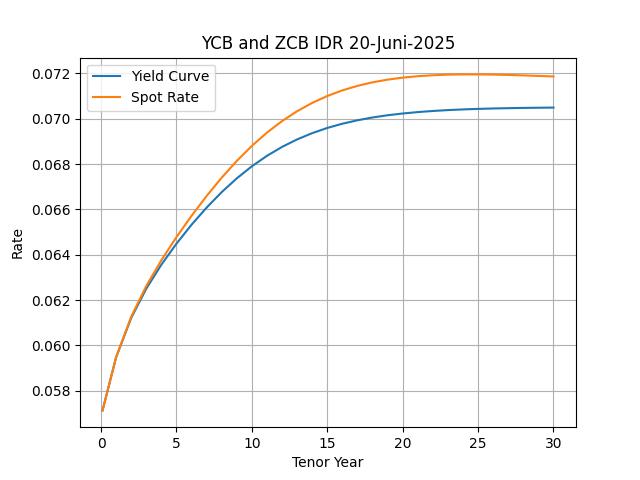 YCB and ZCB IDR 20-Juni-2025
Yield Curve
Spot Rate
0.072
0.070
0.068
0.066
0.064
0.062
0.060
0.058
Rate
0 5 10 15 20 25 30
Tenor Year